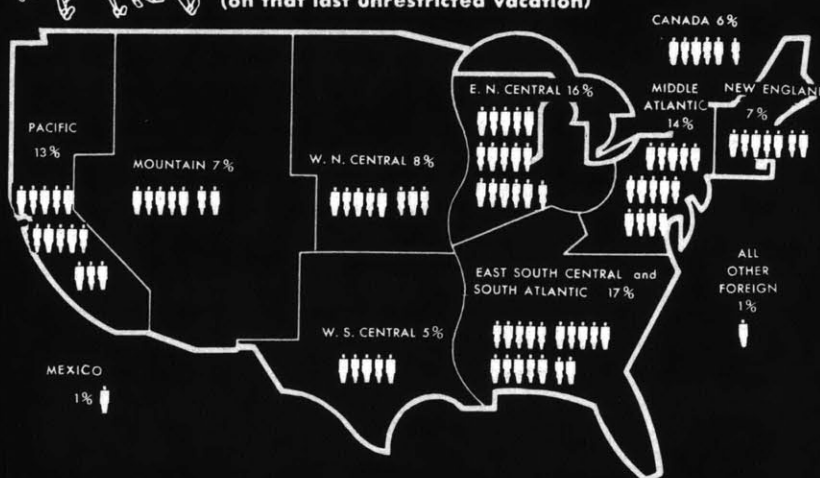 (on that last unrestricted vacation)
CANADA 6%
E. N. CENTRAL 16%
MIDDLE
ATLANTIC
14%
NEW ENGLAND
7%
PACIFIC
13%
MOUNTAIN 7%
W. N. CENTRAL 8%
EAST SOUTH CENTRAL and
SOUTH ATLANTIC 17%
ALL
OTHER
FOREIGN
1%
W. S. CENTRAL 5%
MEXICO
1%